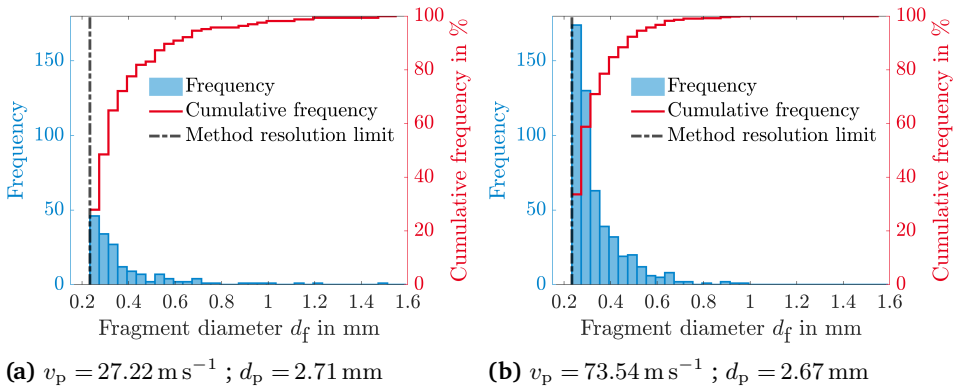 150
100
50
0
Frequency
0.2 0.4 0.6 0.8 1 1.2 1.4 1.6
Fragment diameter d_f in mm
100
80
60
40
20
0
Cumulative frequency in %
Frequency
Cumulative frequency
Method resolution limit
(a) v_p = 27.22 m s⁻¹ ; d_p = 2.71 mm
150
100
50
0
Frequency
0.2 0.4 0.6 0.8 1 1.2 1.4 1.6
Fragment diameter d_f in mm
100
80
60
40
20
0
Cumulative frequency in %
Frequency
Cumulative frequency
Method resolution limit
(b) v_p = 73.54 m s⁻¹ ; d_p = 2.67 mm